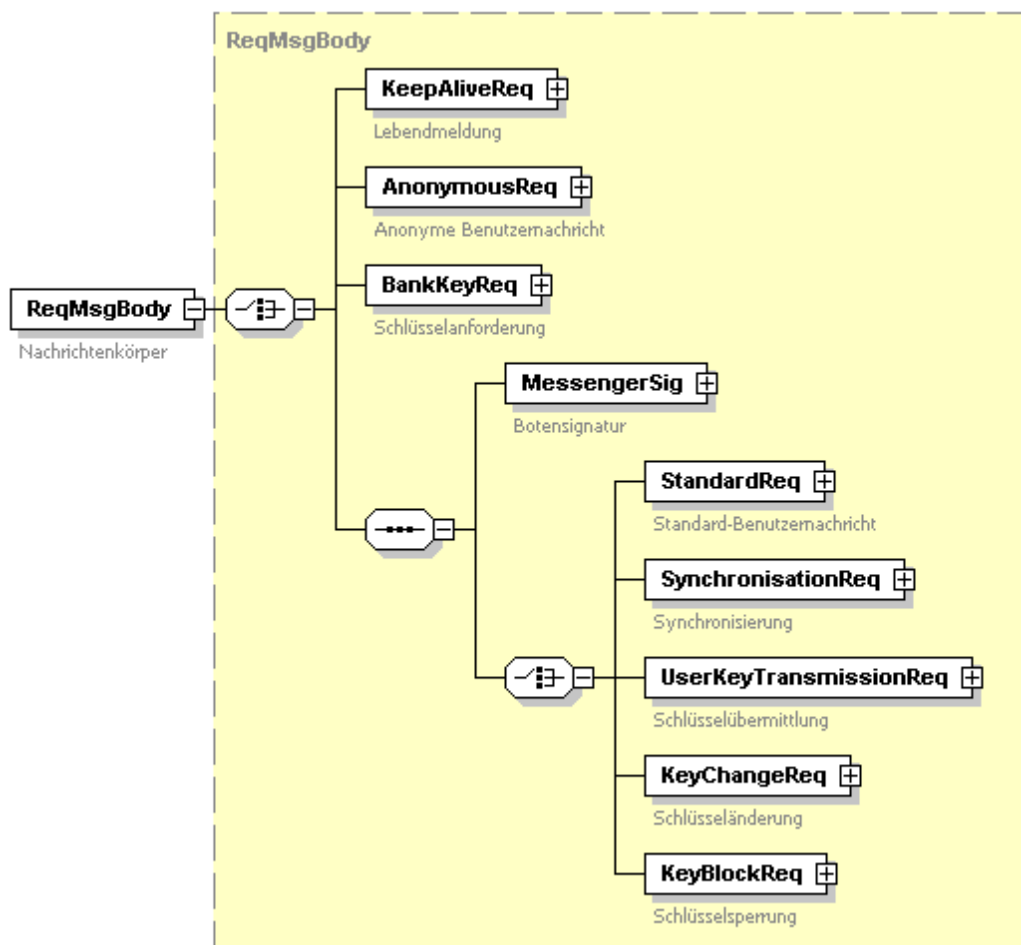 ReqMsgBody
KeepAliveReq
Lebendmeldung
AnonymousReq
Anonyme Benutzernachricht
BankKeyReq
Schlüsselanforderung
ReqMsgBody
Nachrichtenkörper
MessengerSig
Botensignatur
StandardReq
Standard-Benutzernachricht
SynchronisationReq
Synchronisierung
UserKeyTransmissionReq
Schlüsselübermittlung
KeyChangeReq
Schlüsseländerung
KeyBlockReq
Schlüsselsperrung